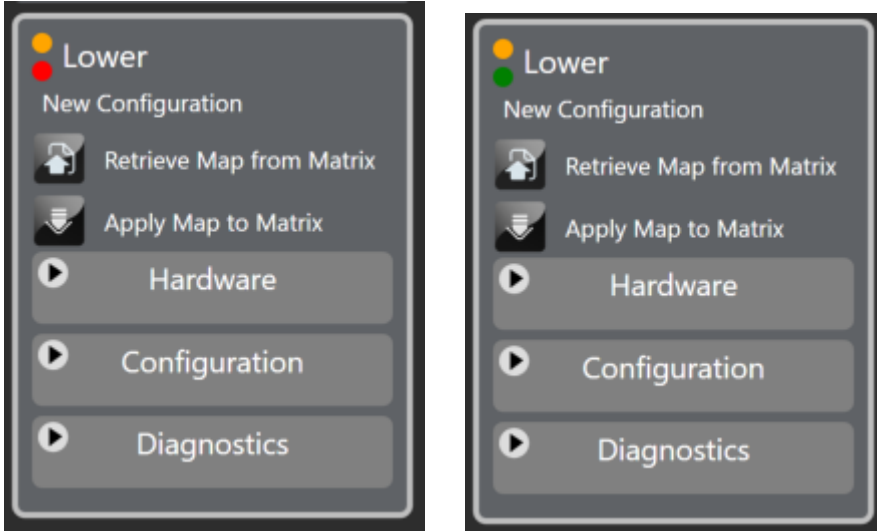 Lower
New Configuration
Retrieve Map from Matrix
Apply Map to Matrix
Hardware
Configuration
Diagnostics
Lower
New Configuration
Retrieve Map from Matrix
Apply Map to Matrix
Hardware
Configuration
Diagnostics